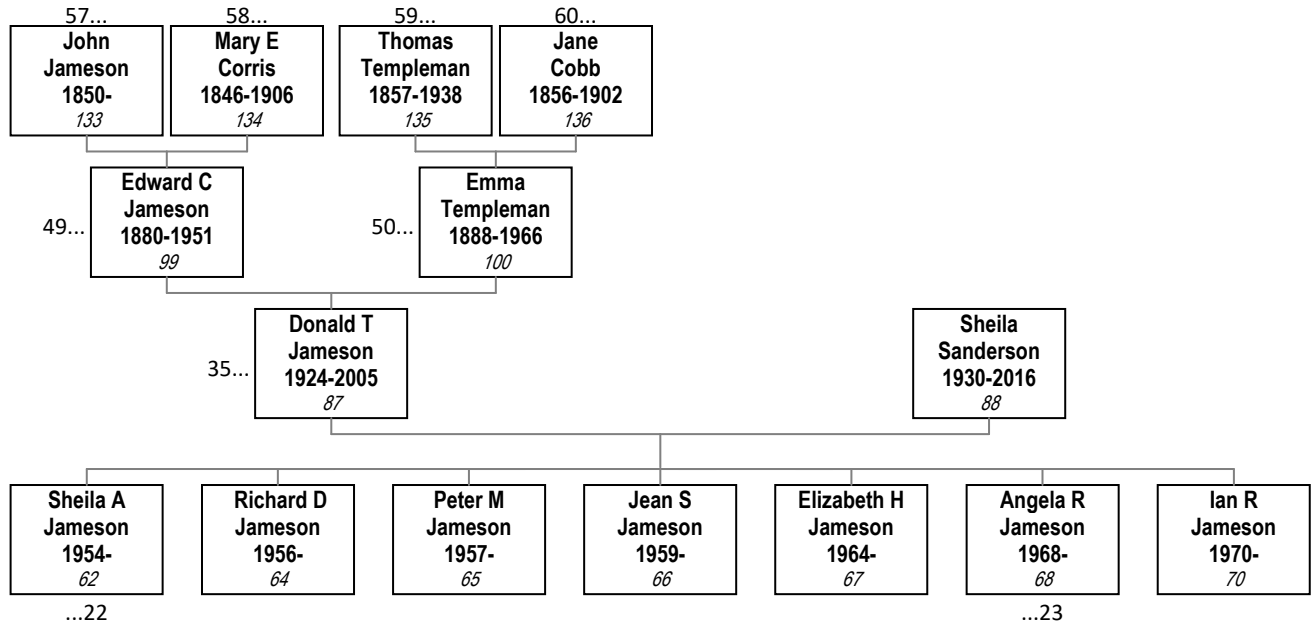 57...
58...
59...
60...
John
Jameson
1850-
133
Mary E
Corris
1846-1906
134
Thomas
Templeman
1857-1938
135
Jane
Cobb
1856-1902
136
49...
Edward C
Jameson
1880-1951
99
50...
Emma
Templeman
1888-1966
100
35...
Donald T
Jameson
1924-2005
87
Sheila
Sanderson
1930-2016
88
Sheila A
Jameson
1954-
62
Richard D
Jameson
1956-
64
Peter M
Jameson
1957-
65
Jean S
Jameson
1959-
66
Elizabeth H
Jameson
1964-
67
Angela R
Jameson
1968-
68
Ian R
Jameson
1970-
70
...22
...23